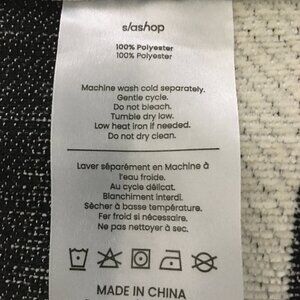 s/ashop
100% Polyester
100% Polyester
Machine wash cold separately.
Gentle cycle.
Do not bleach.
Tumble dry low.
Low heat iron if needed.
Do not dry clean.
Laver séparément en Machine à
l'eau froide.
Au cycle délicat.
Blanchiment interdi.
Sécher à basse température.
Fer froid si nécessaire.
Ne pas nettoyer à sec.
MADE IN CHINA